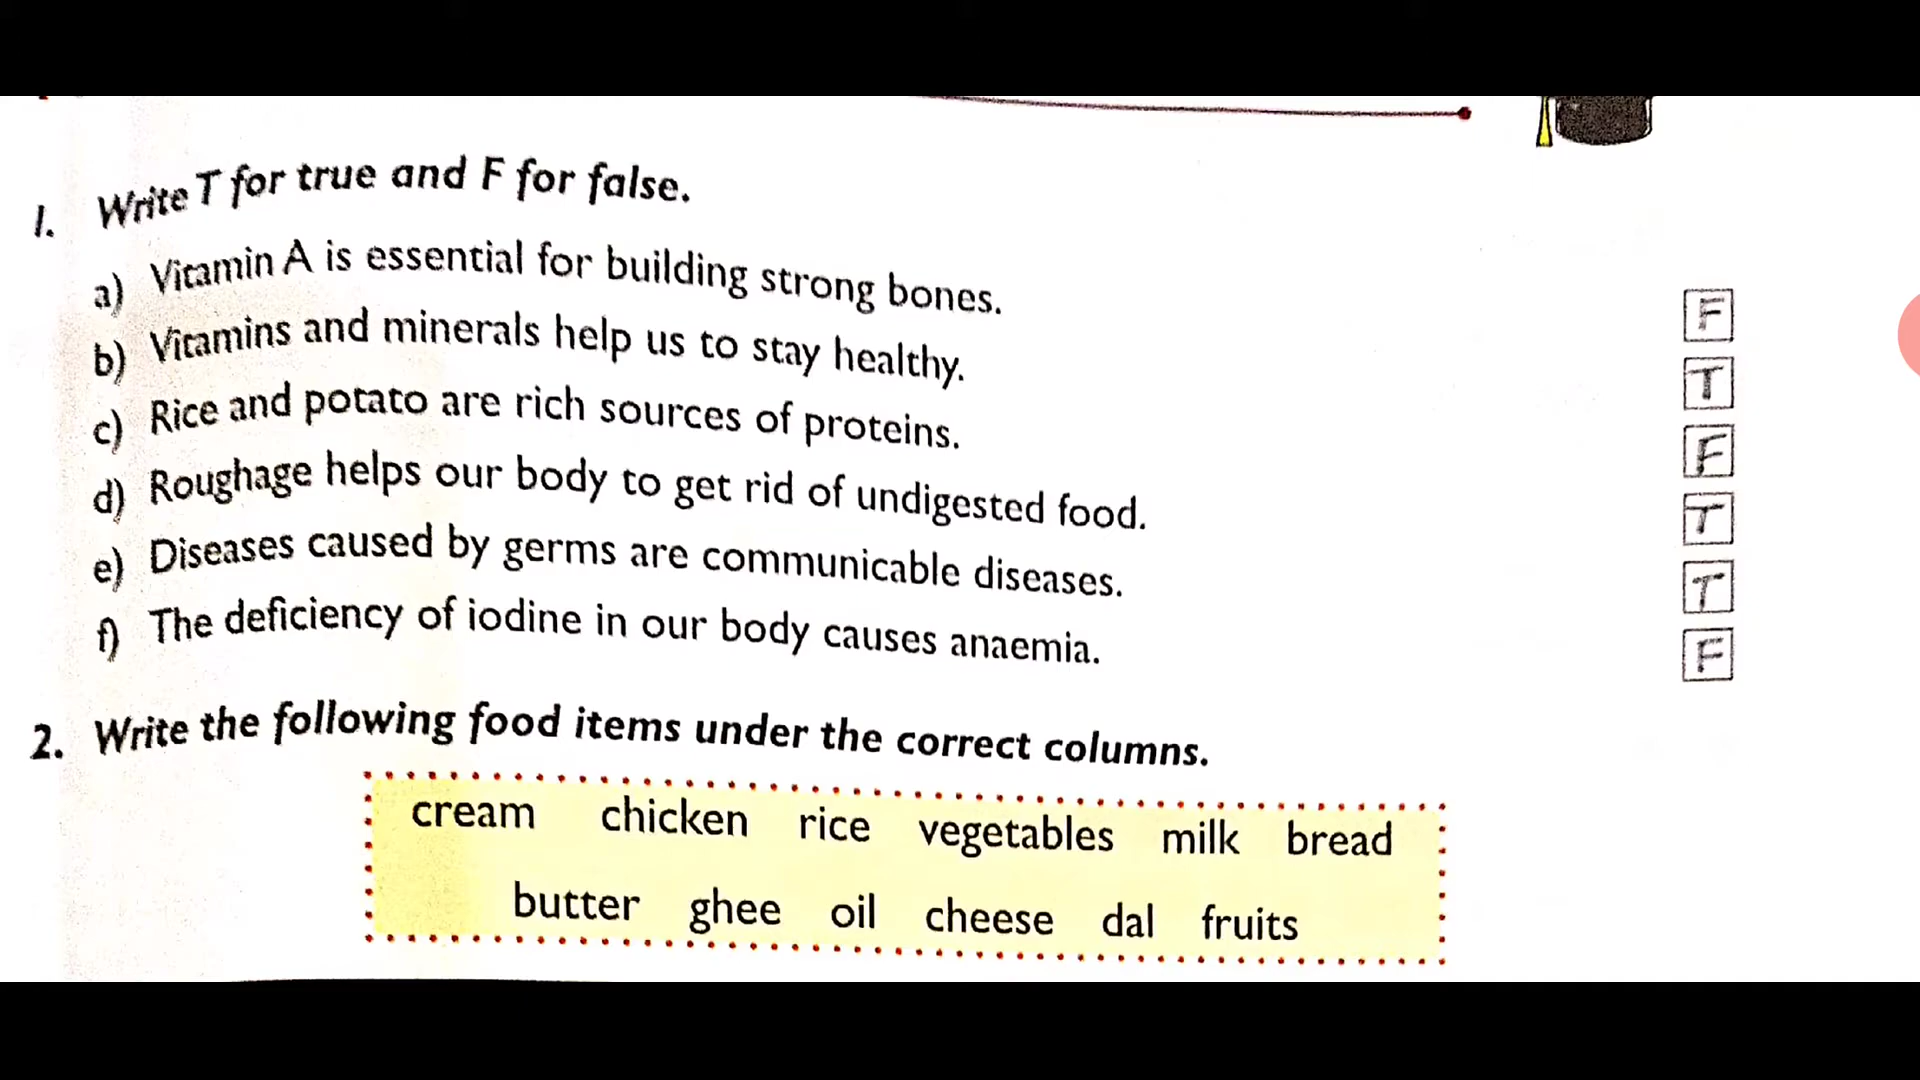 1. Write T for true and F for false.
a) Vitamin A is essential for building strong bones. F
b) Vitamins and minerals help us to stay healthy. T
c) Rice and potato are rich sources of proteins. F
d) Roughage helps our body to get rid of undigested food. T
e) Diseases caused by germs are communicable diseases. T
f) The deficiency of iodine in our body causes anaemia. F
2. Write the following food items under the correct columns.
cream chicken rice vegetables milk bread
butter ghee oil cheese dal fruits